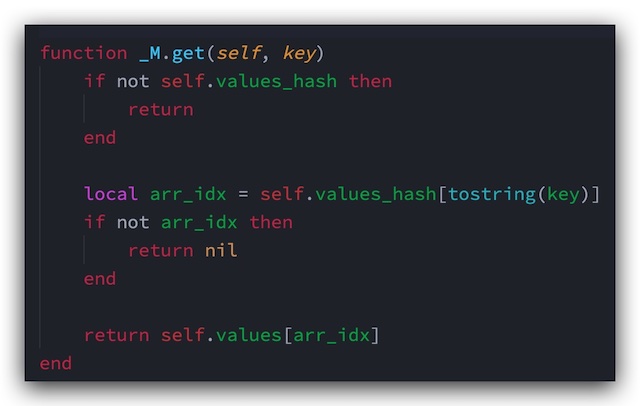 function _M.get(self, key)
    if not self.values_hash then
        return
    end

    local arr_idx = self.values_hash[tostring(key)]
    if not arr_idx then
        return nil
    end

    return self.values[arr_idx]
end